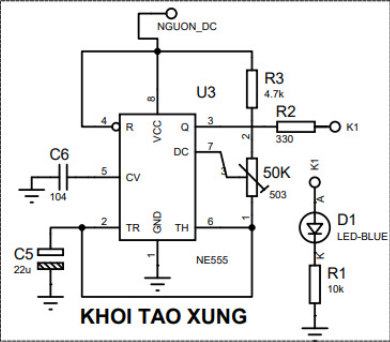 NGUON_DC
U3
R3
4.7k
R2
330
K1
4
R
8
VCC
Q
3
2
DC
7
3
50K
503
C6
104
5
CV
K1
A
D1
LED-BLUE
K
2
TR
GND
1
TH
6
1
NE555
C5
22u
R1
10k
KHOI TAO XUNG